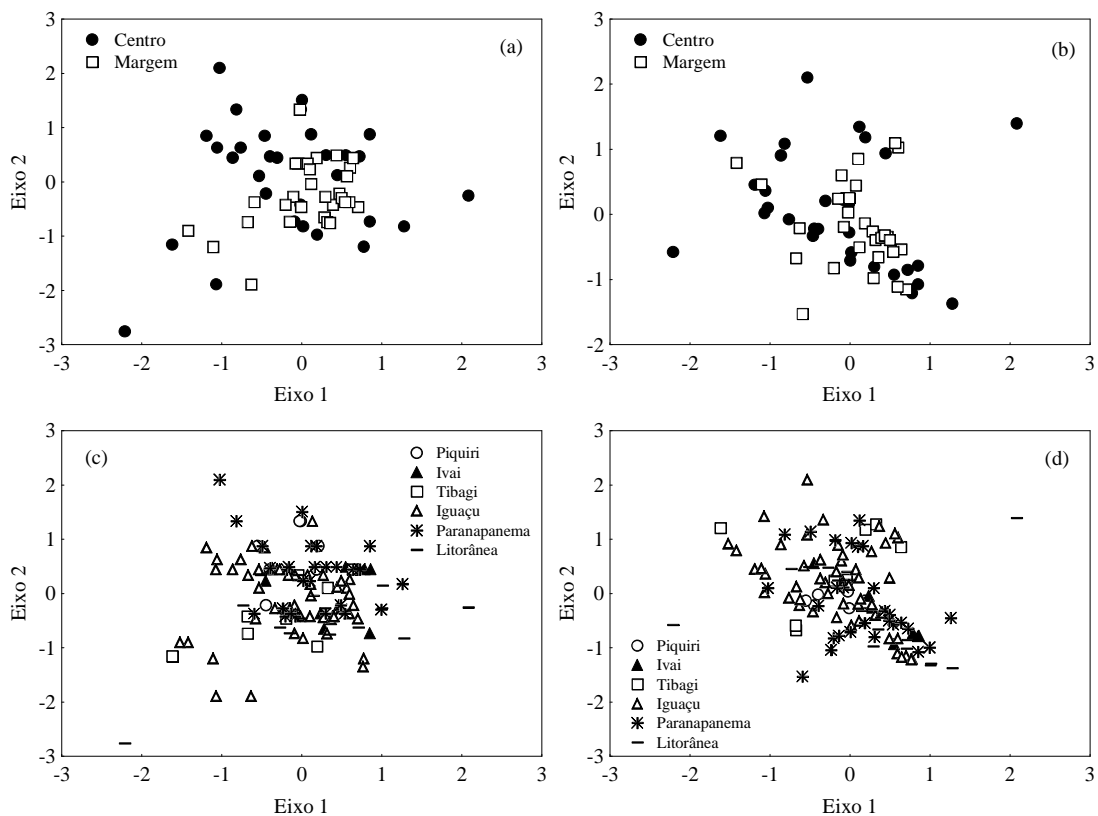 3
2
1
0
-1
-2
-3
-3
-2
-1
0
1
2
3
Eixo 1
Eixo 2
Centro
Margem
(a)
3
2
1
0
-1
-2
-3
-2
-1
0
1
2
3
Eixo 1
Eixo 2
Centro
Margem
(b)
3
2
1
0
-1
-2
-3
-3
-2
-1
0
1
2
3
Eixo 1
Eixo 2
(c)
Piquiri
Ivai
Tibagi
Iguaçu
Paranapanema
Litorânea
3
2
1
0
-1
-2
-3
-3
-2
-1
0
1
2
3
Eixo 1
Eixo 2
(d)
Piquiri
Ivai
Tibagi
Iguaçu
Paranapanema
Litorânea